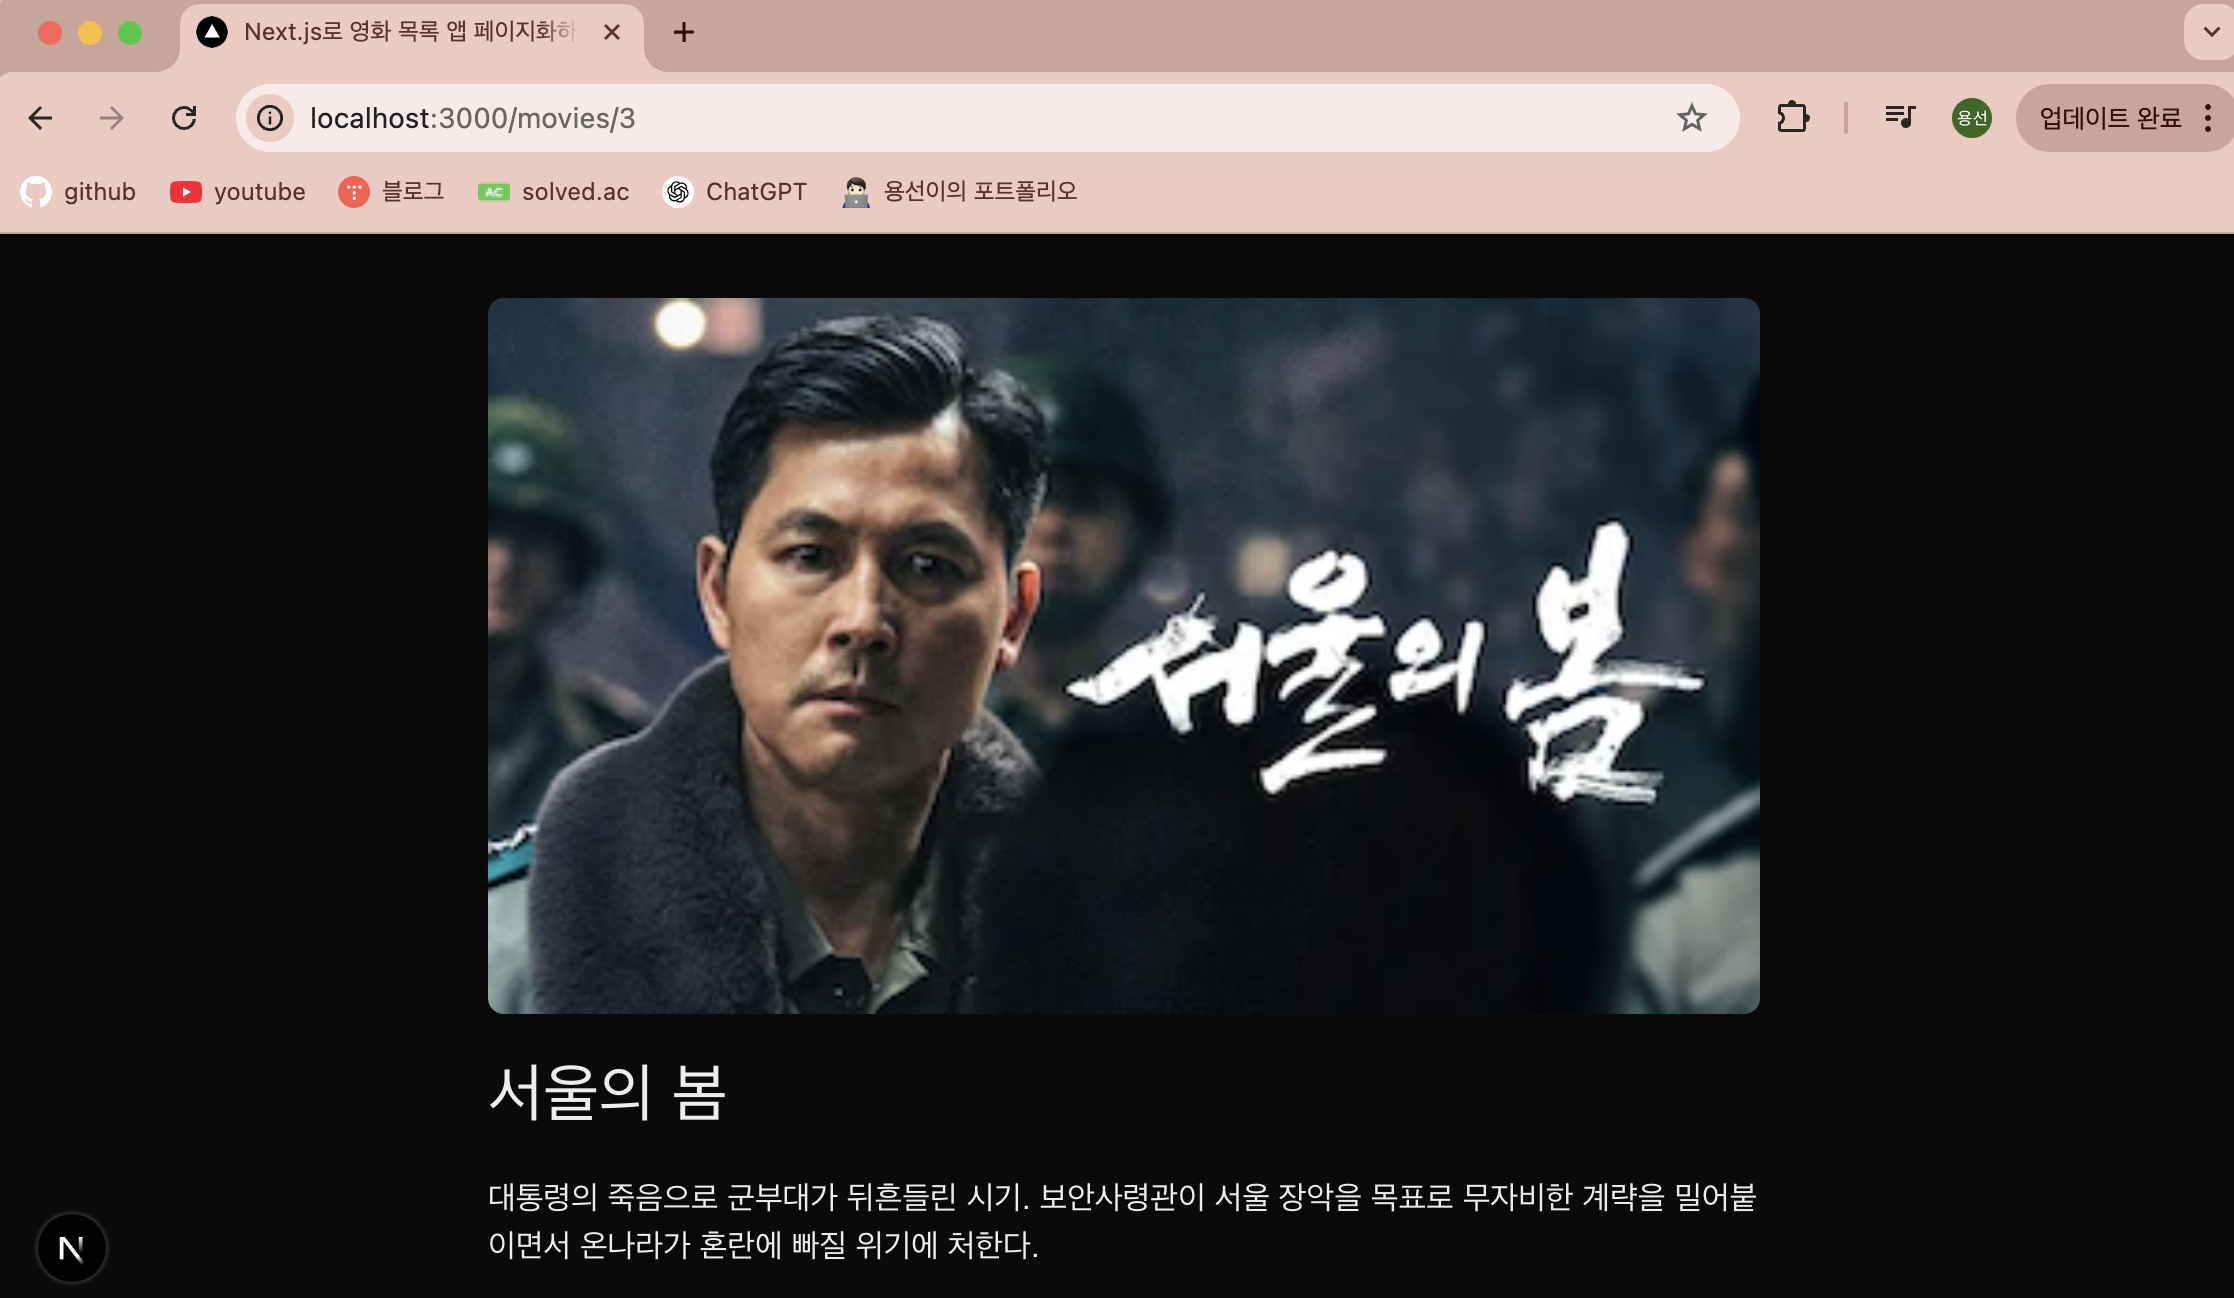 Next.js로 영화 목록 앱 페이지화하
localhost:3000/movies/3
용선
업데이트 완료
github
youtube
블로그
AC
solved.ac
ChatGPT
용선이의 포트폴리오
서울의 봄
서울의 봄
대통령의 죽음으로 군부대가 뒤흔들린 시기. 보안사령관이 서울 장악을 목표로 무자비한 계략을 밀어붙
이면서 온나라가 혼란에 빠질 위기에 처한다.
N